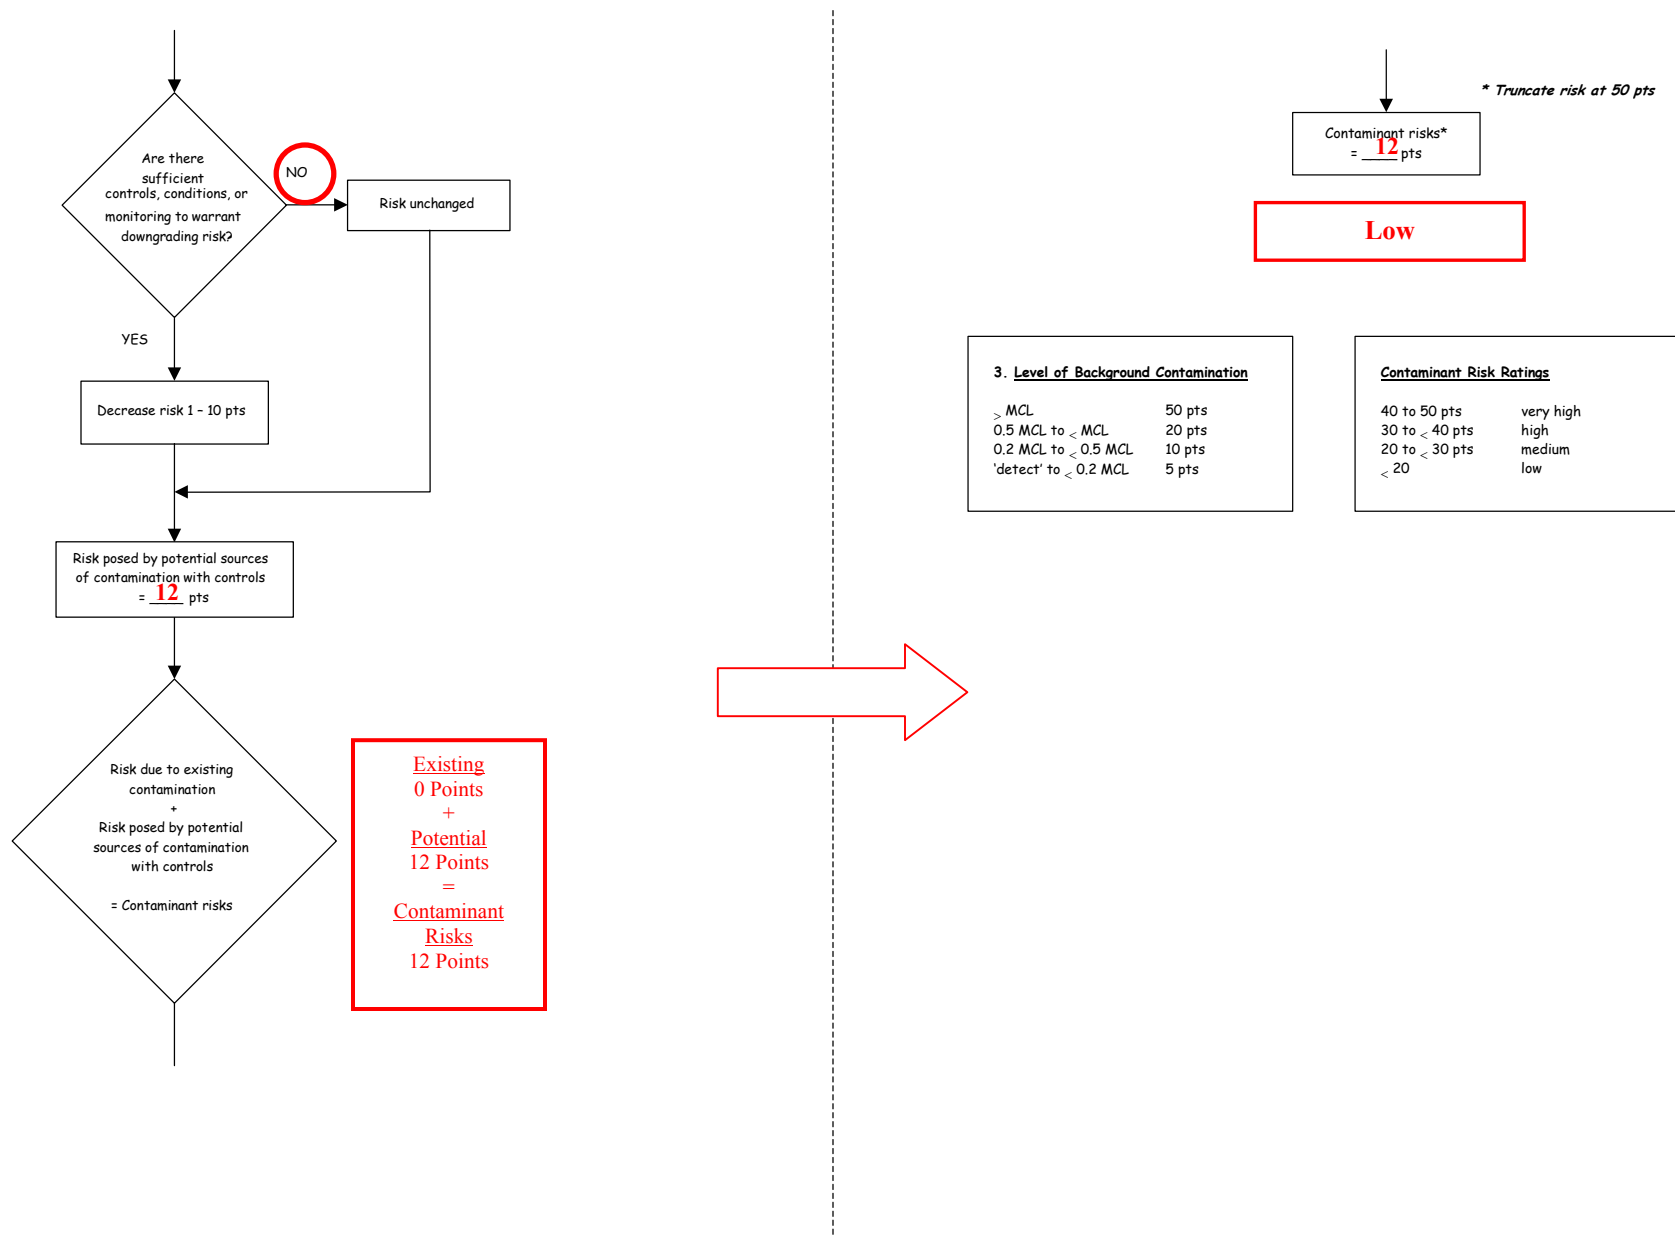 Are there
sufficient
controls, conditions, or
monitoring to warrant
downgrading risk?
NO
Risk unchanged
YES
Decrease risk 1 – 10 pts
Risk posed by potential sources
of contamination with controls
= 12 pts
Risk due to existing
contamination
+
Risk posed by potential
sources of contamination
with controls
= Contaminant risks
Existing
0 Points
+
Potential
12 Points
=
Contaminant
Risks
12 Points
* Truncate risk at 50 pts
Contaminant risks*
= 12 pts
Low
3. Level of Background Contamination
> MCL 50 pts
0.5 MCL to < MCL 20 pts
0.2 MCL to < 0.5 MCL 10 pts
'detect' to < 0.2 MCL 5 pts
Contaminant Risk Ratings
40 to 50 pts very high
30 to < 40 pts high
20 to < 30 pts medium
< 20 low